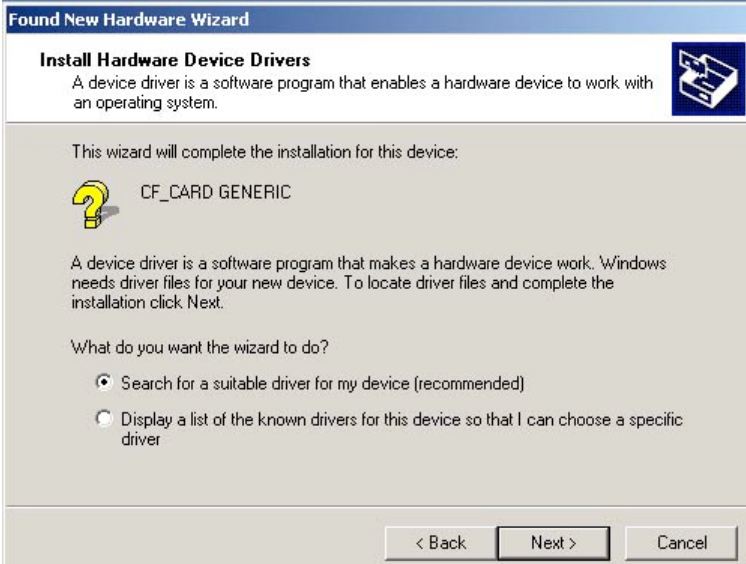 Found New Hardware Wizard
Install Hardware Device Drivers
A device driver is a software program that enables a hardware device to work with
an operating system.
This wizard will complete the installation for this device:
CF_CARD GENERIC
A device driver is a software program that makes a hardware device work. Windows
needs driver files for your new device. To locate driver files and complete the
installation click Next.
What do you want the wizard to do?
Search for a suitable driver for my device (recommended)
Display a list of the known drivers for this device so that I can choose a specific
driver
< Back Next > Cancel